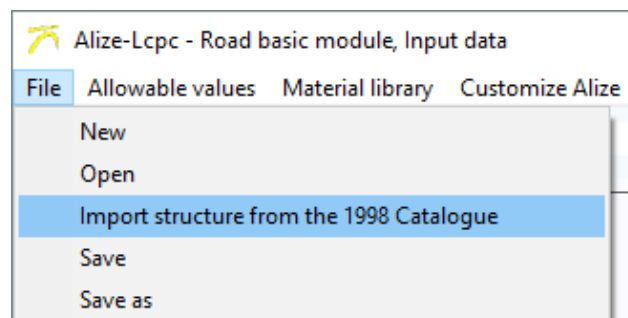 Alize-Lcpc - Road basic module, Input data
File Allowable values Material library Customize Alize
New
Open
Import structure from the 1998 Catalogue
Save
Save as